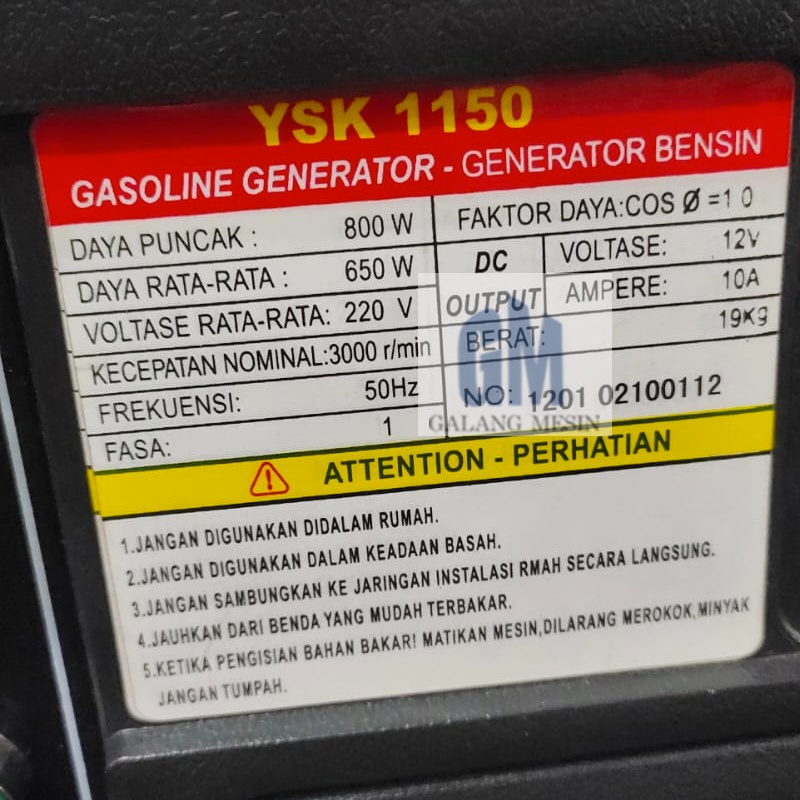 YSK 1150
GASOLINE GENERATOR - GENERATOR BENSIN
DAYA PUNCAK : 800 W
DAYA RATA-RATA : 650 W
VOLTASE RATA-RATA: 220 V
KECEPATAN NOMINAL:3000 r/min
FREKUENSI: 50Hz
FASA: 1
FAKTOR DAYA:COS Ø =1 0
DC OUTPUT
VOLTASE: 12V
AMPERE: 10A
BERAT: 19Kg
NO: 1201 02100112
GM
GALANG MESIN
ATTENTION - PERHATIAN
1.JANGAN DIGUNAKAN DIDALAM RUMAH.
2.JANGAN DIGUNAKAN DALAM KEADAAN BASAH.
3.JANGAN SAMBUNGKAN KE JARINGAN INSTALASI RMAH SECARA LANGSUNG.
4.JAUHKAN DARI BENDA YANG MUDAH TERBAKAR.
5.KETIKA PENGISIAN BAHAN BAKAR! MATIKAN MESIN,DILARANG MEROKOK,MINYAK
JANGAN TUMPAH.